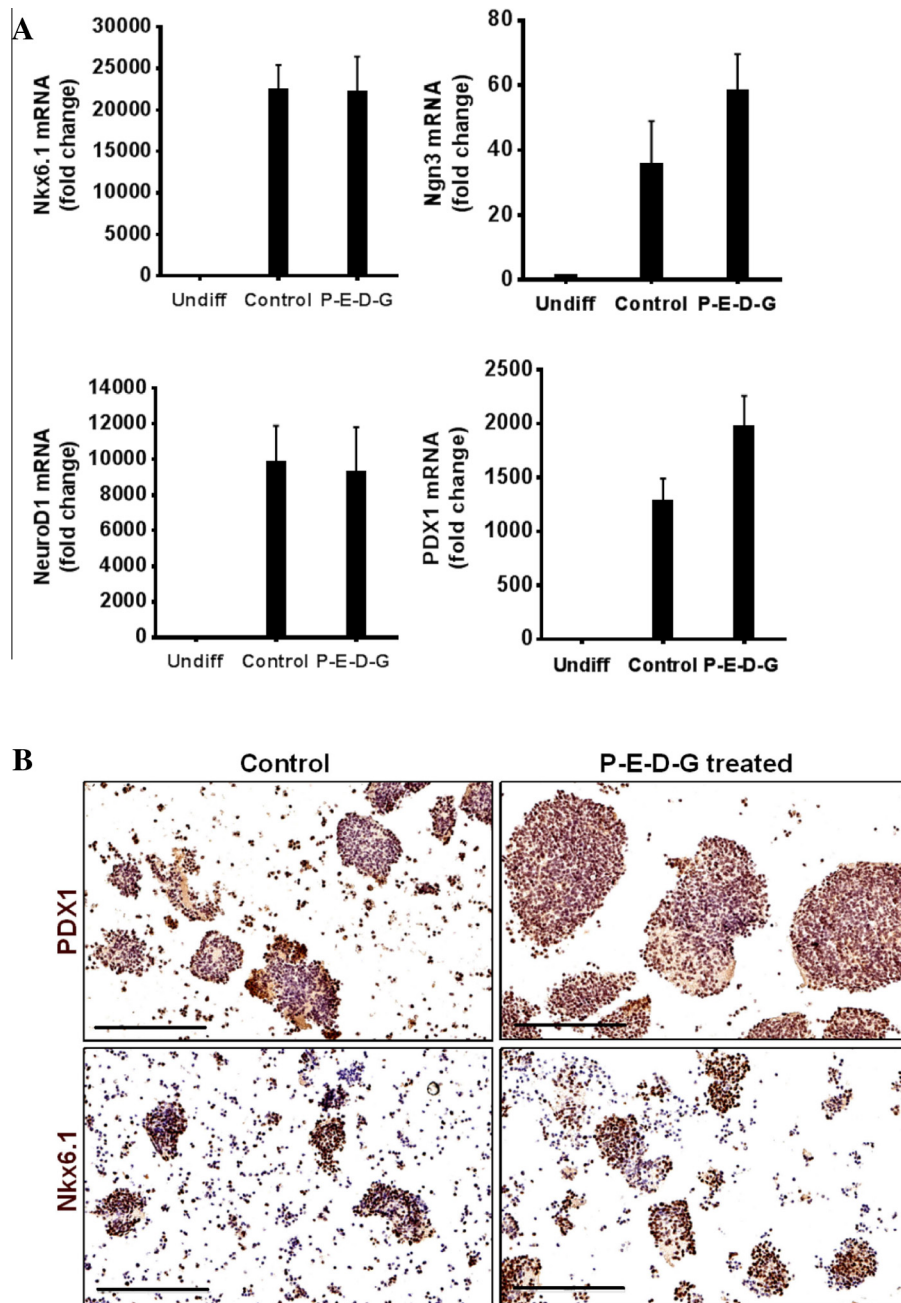 A
Nkx6.1 mRNA
(fold change)
30000
25000
20000
15000
10000
5000
0
Undiff Control P-E-D-G
Ngn3 mRNA
(fold change)
80
60
40
20
0
Undiff Control P-E-D-G
NeuroD1 mRNA
(fold change)
14000
12000
10000
8000
6000
4000
2000
0
Undiff Control P-E-D-G
PDX1 mRNA
(fold change)
2500
2000
1500
1000
500
0
Undiff Control P-E-D-G
B
Control
P-E-D-G treated
PDX1
Nkx6.1